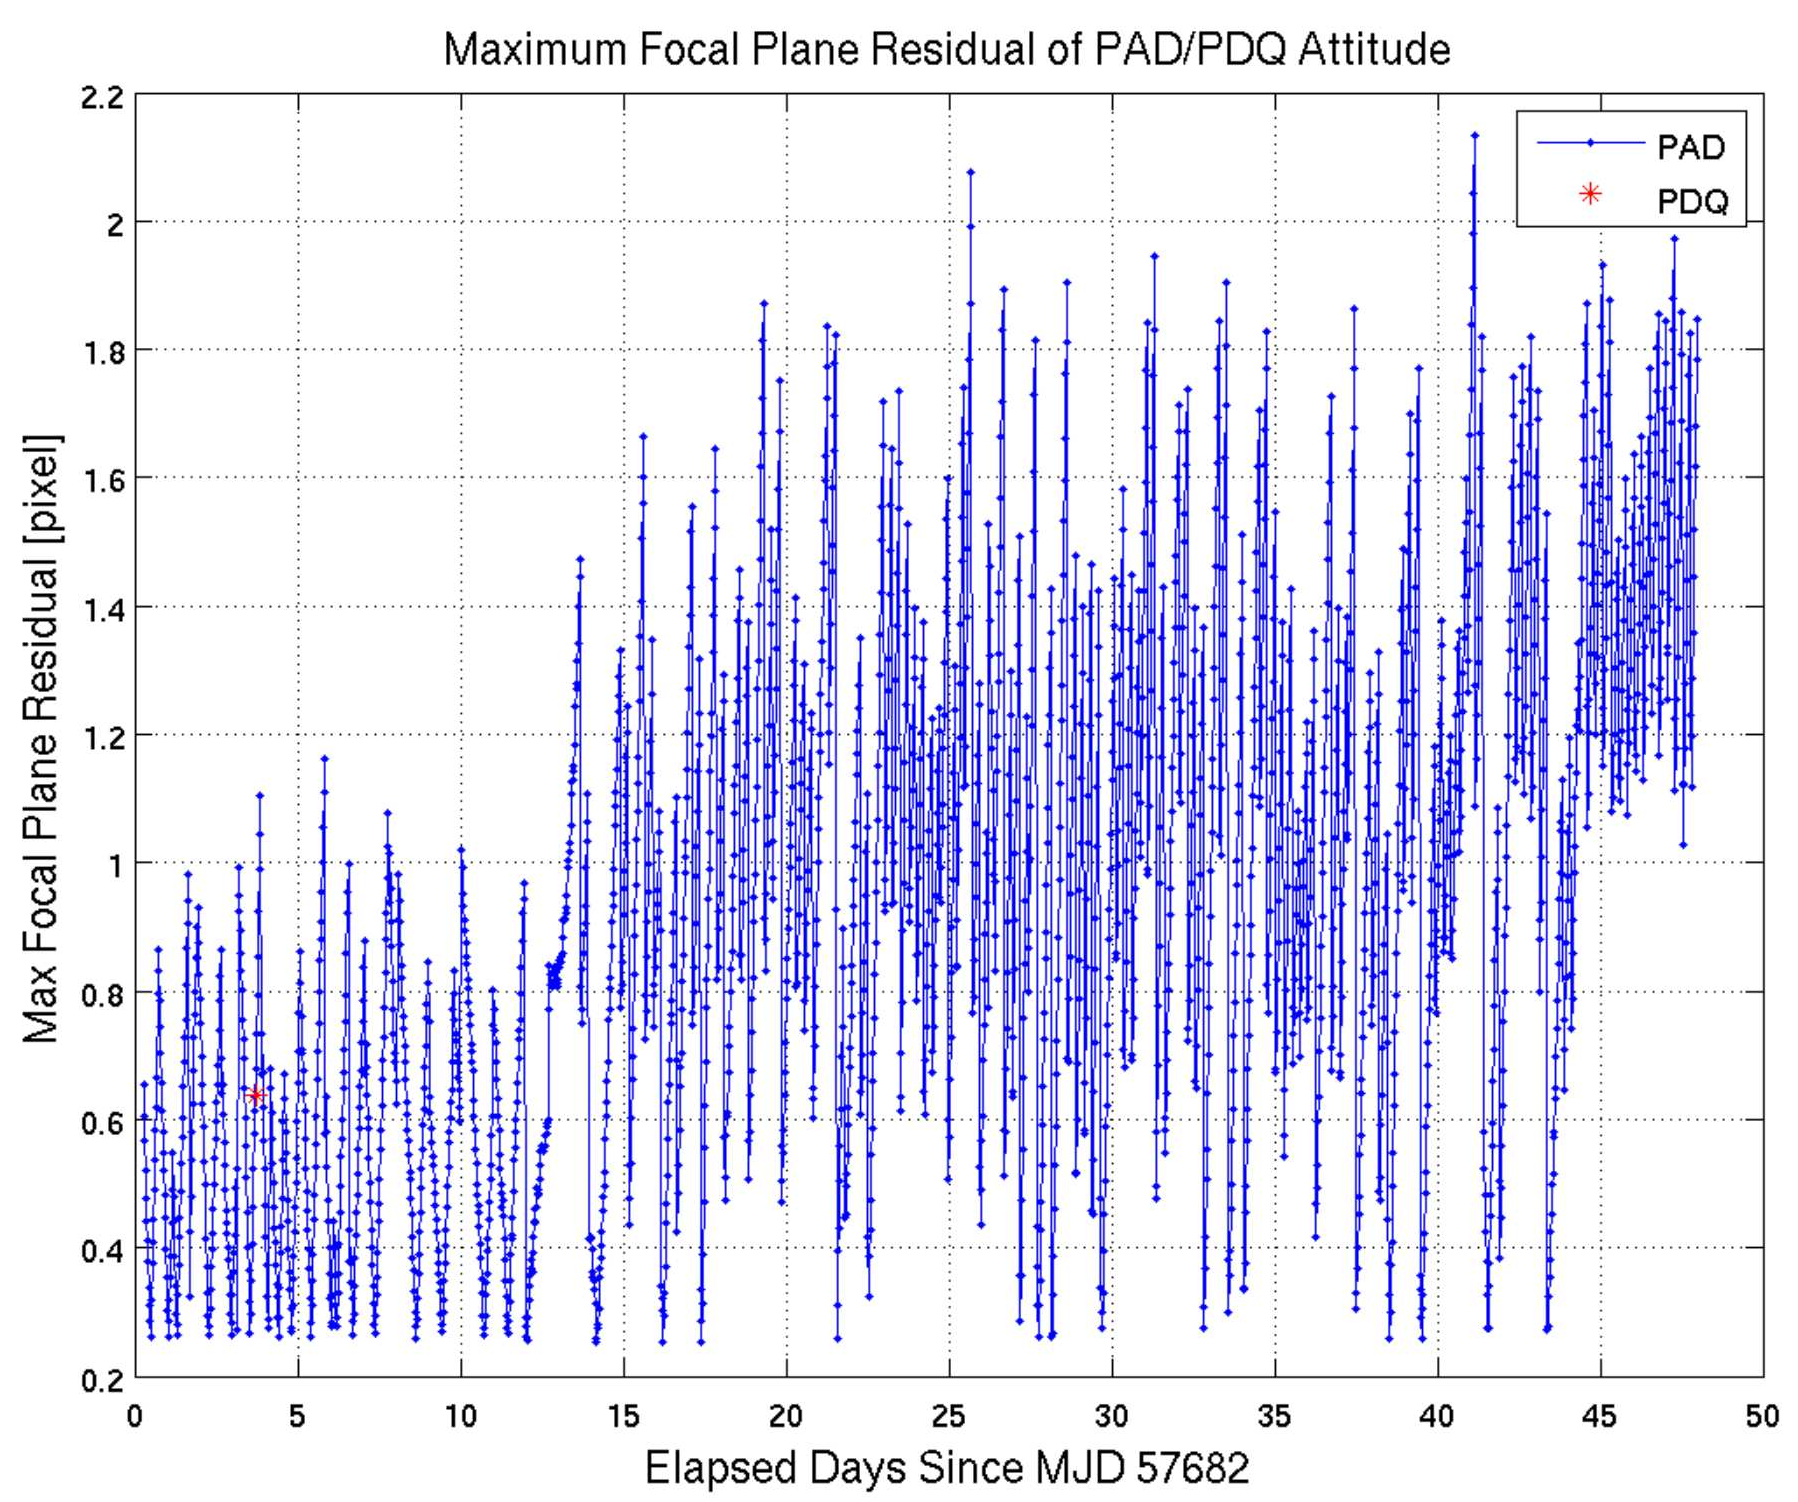 Maximum Focal Plane Residual of PAD/PDQ Attitude
2.2
2
1.8
1.6
1.4
1.2
1
0.8
0.6
0.4
0.2
Max Focal Plane Residual [pixel]
PAD
PDQ
0 5 10 15 20 25 30 35 40 45 50
Elapsed Days Since MJD 57682